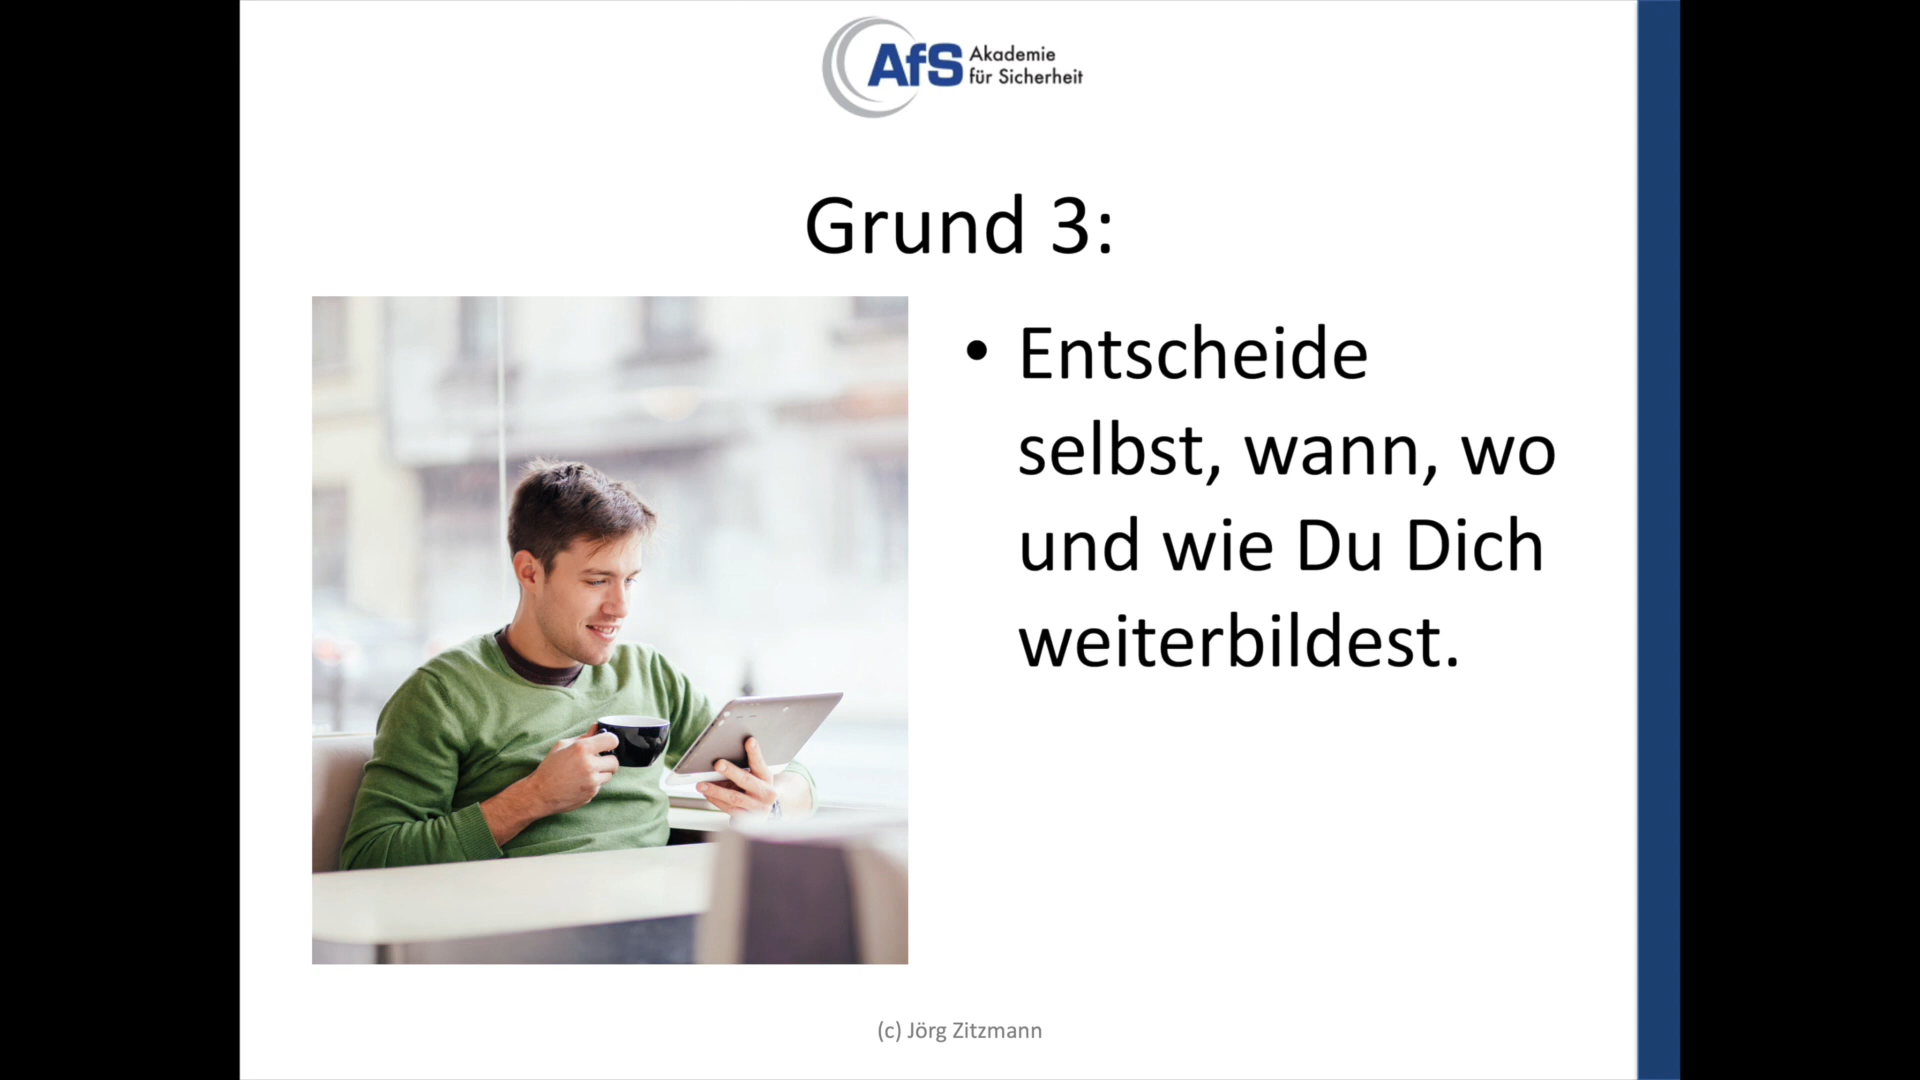 AfS Akademie
für Sicherheit
Grund 3:
• Entscheide
selbst, wann, wo
und wie Du Dich
weiterbildest.
(c) Jörg Zitzmann